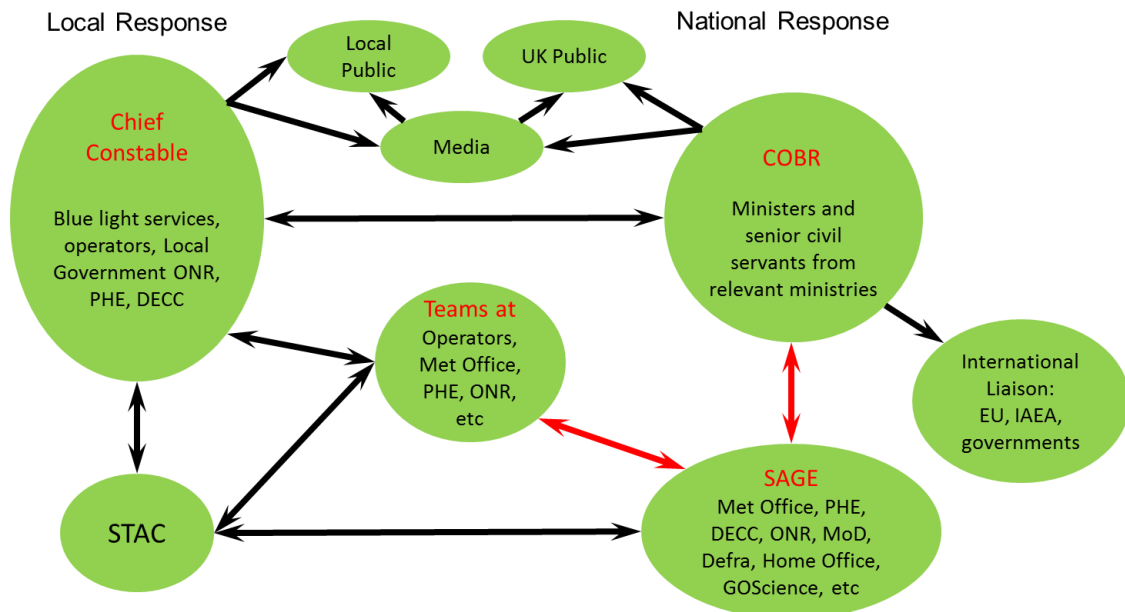 Local Response
National Response
Local
Public
UK Public
Media
Chief
Constable
Blue light services,
operators, Local
Government ONR,
PHE, DECC
COBR
Ministers and
senior civil
servants from
relevant ministries
Teams at
Operators,
Met Office,
PHE, ONR,
etc
International
Liaison:
EU, IAEA,
governments
STAC
SAGE
Met Office, PHE,
DECC, ONR, MoD,
Defra, Home Office,
GOScience, etc